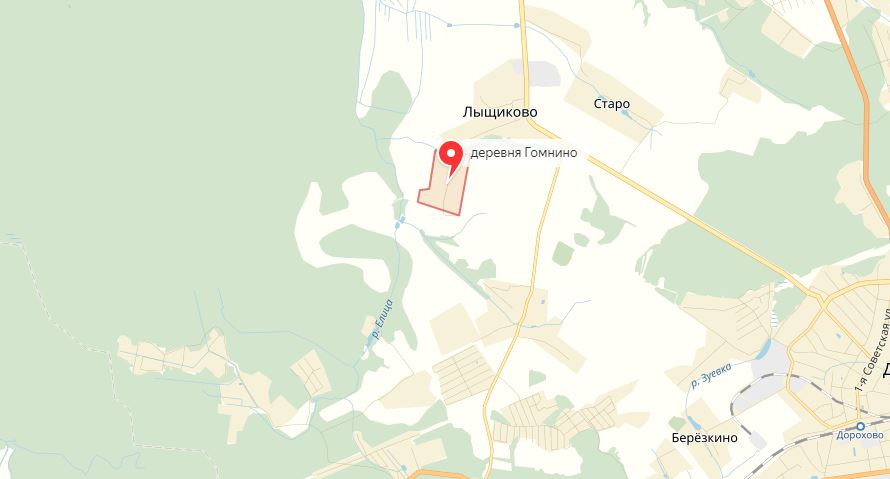 Старо
Лыщиково
деревня Гомнино
р. Елица
1-я Советская ул.
р. Зуевка
Д
Берёзкино
Дорохово